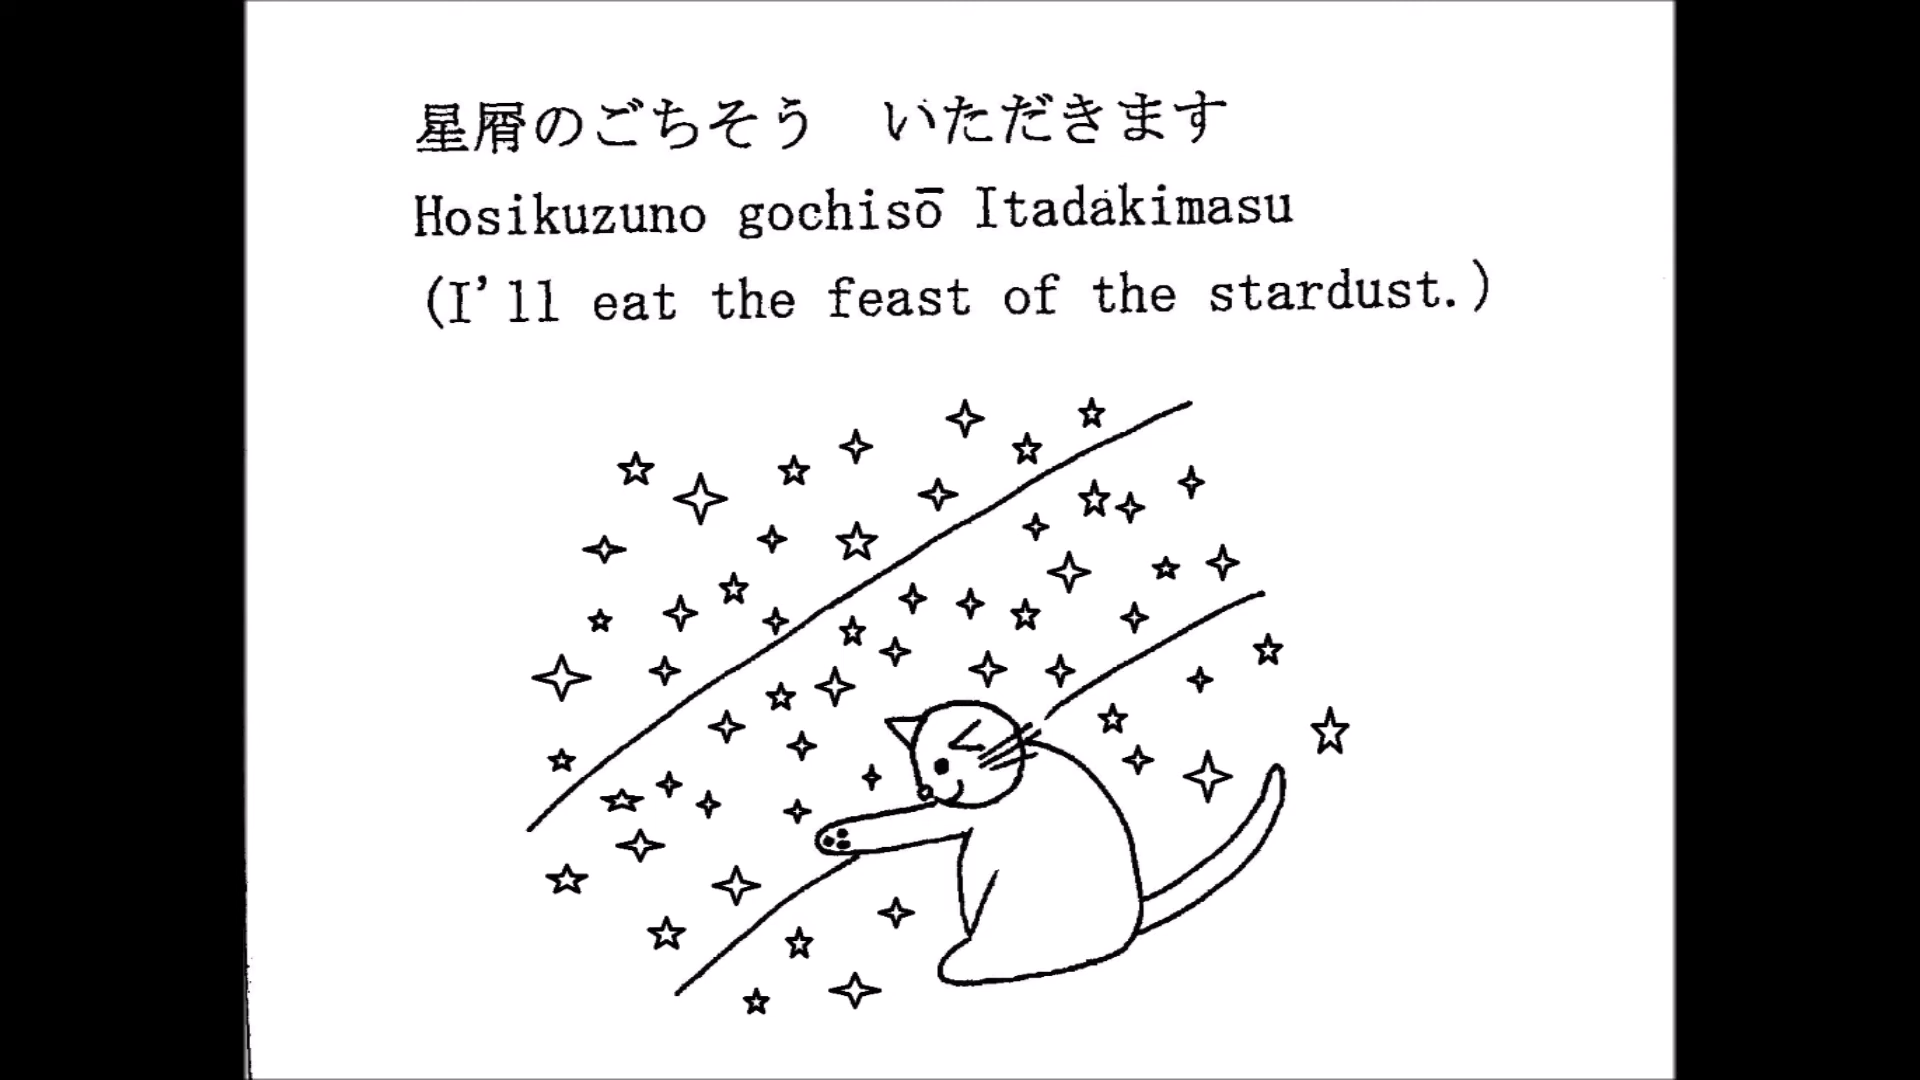 星屑のごちそう　いただきます
Hosikuzuno gochisō Itadakimasu
(I'll eat the feast of the stardust.)